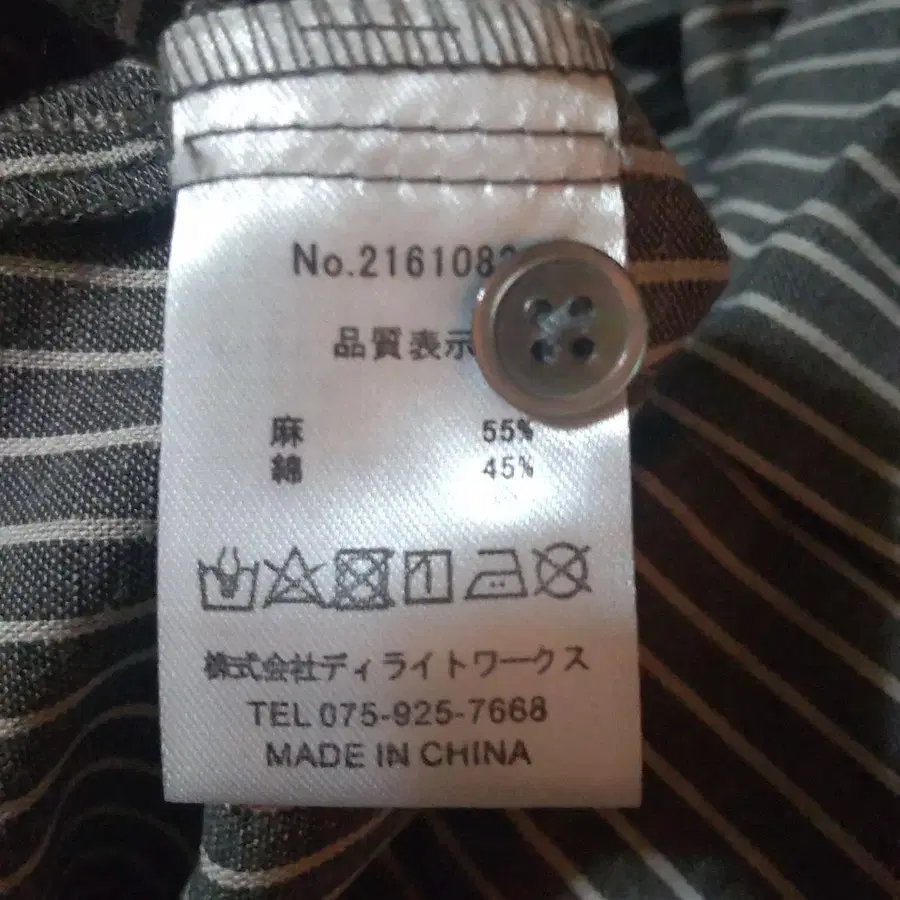 No.2161083
品質表示
麻 55%
綿 45%
株式会社ディライトワークス
TEL 075-925-7668
MADE IN CHINA